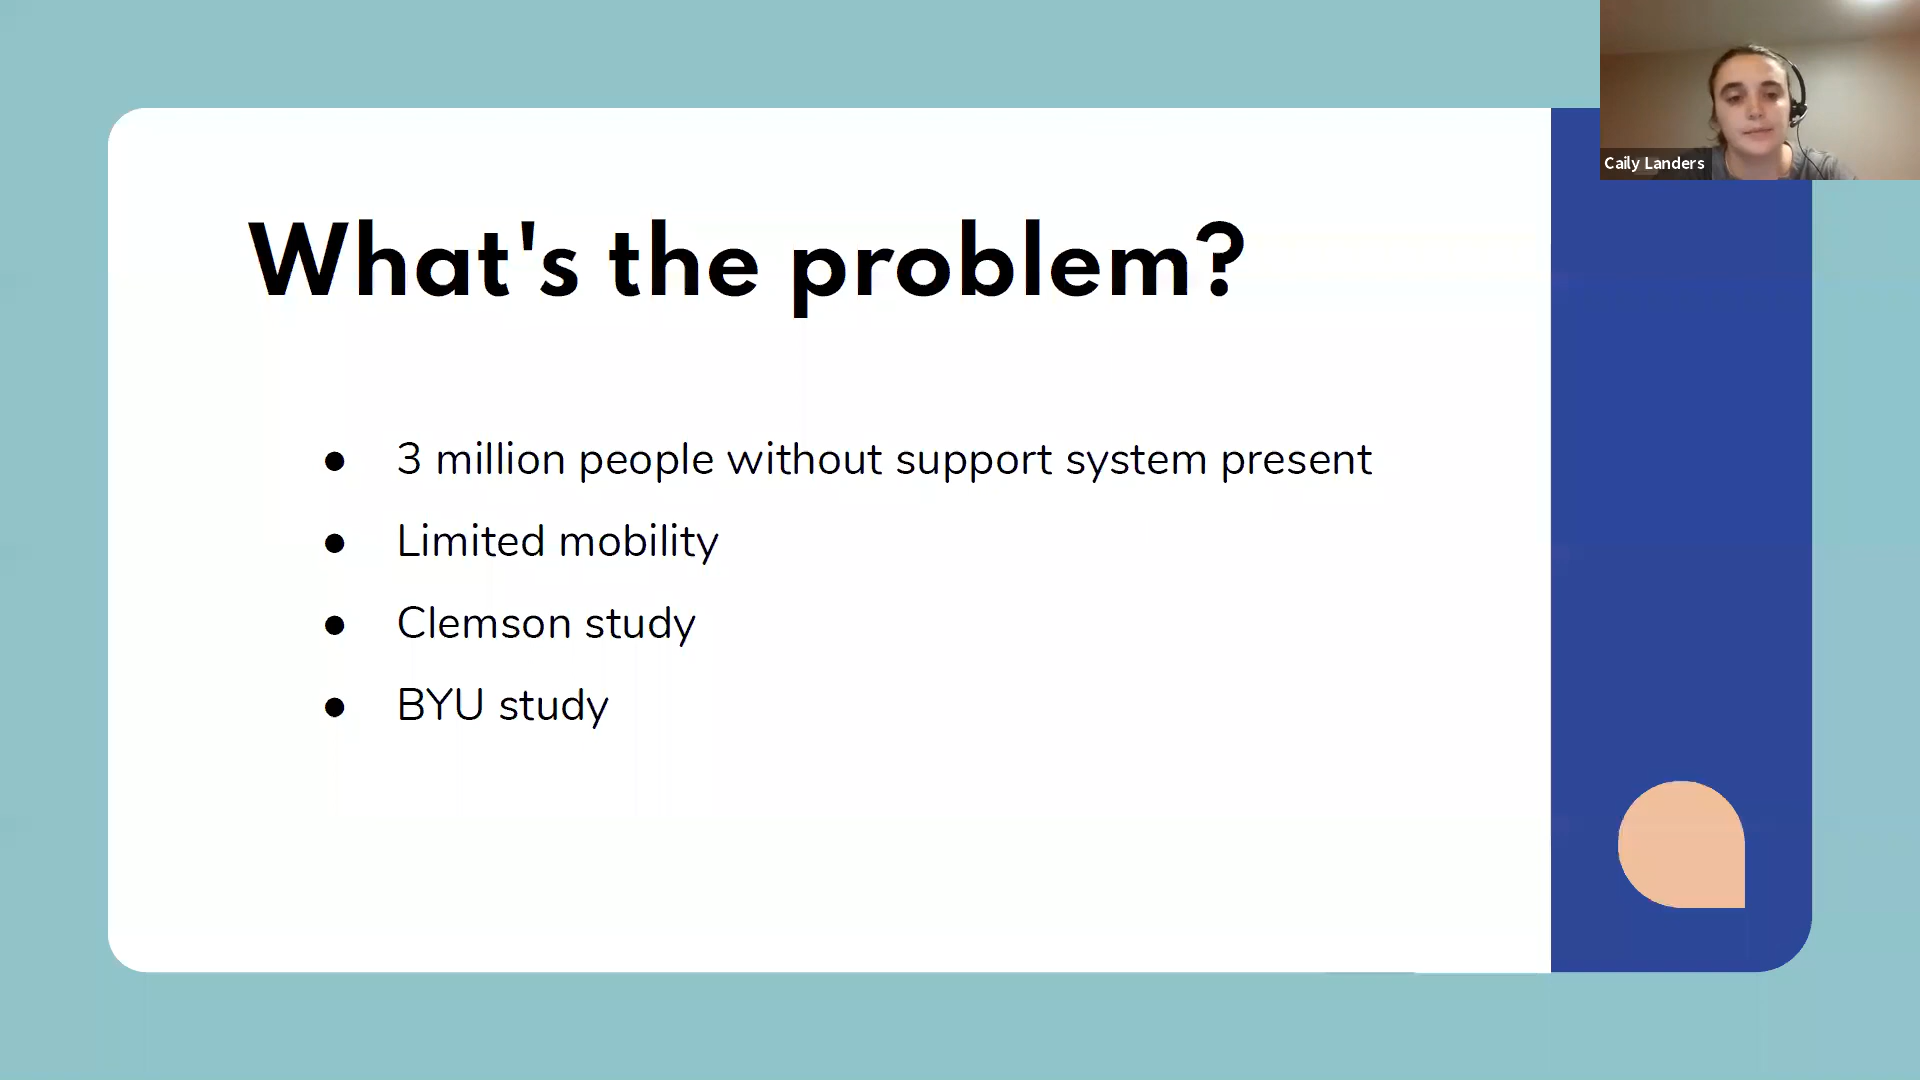 Caily Landers
What's the problem?
● 3 million people without support system present
● Limited mobility
● Clemson study
● BYU study